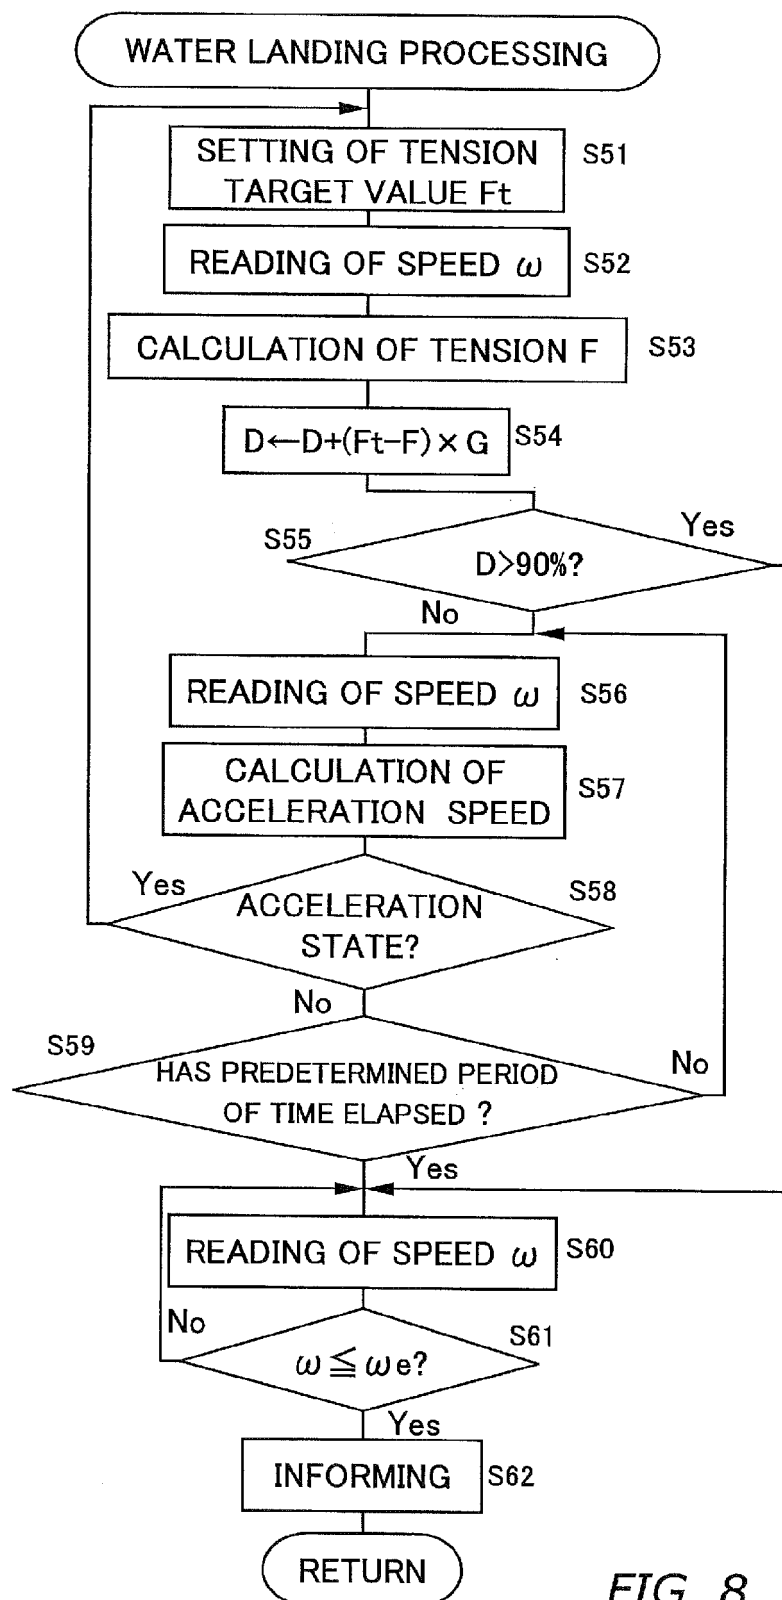 WATER LANDING PROCESSING
SETTING OF TENSION
TARGET VALUE Ft
S51
READING OF SPEED ω
S52
CALCULATION OF TENSION F
S53
D←D+(Ft-F)×G
S54
S55
D>90%?
Yes
No
READING OF SPEED ω
S56
CALCULATION OF
ACCELERATION SPEED
S57
Yes
ACCELERATION
STATE?
S58
No
S59
HAS PREDETERMINED PERIOD
OF TIME ELAPSED ?
No
Yes
READING OF SPEED ω
S60
No
ω≦ωe?
S61
Yes
INFORMING
S62
RETURN
FIG. 8